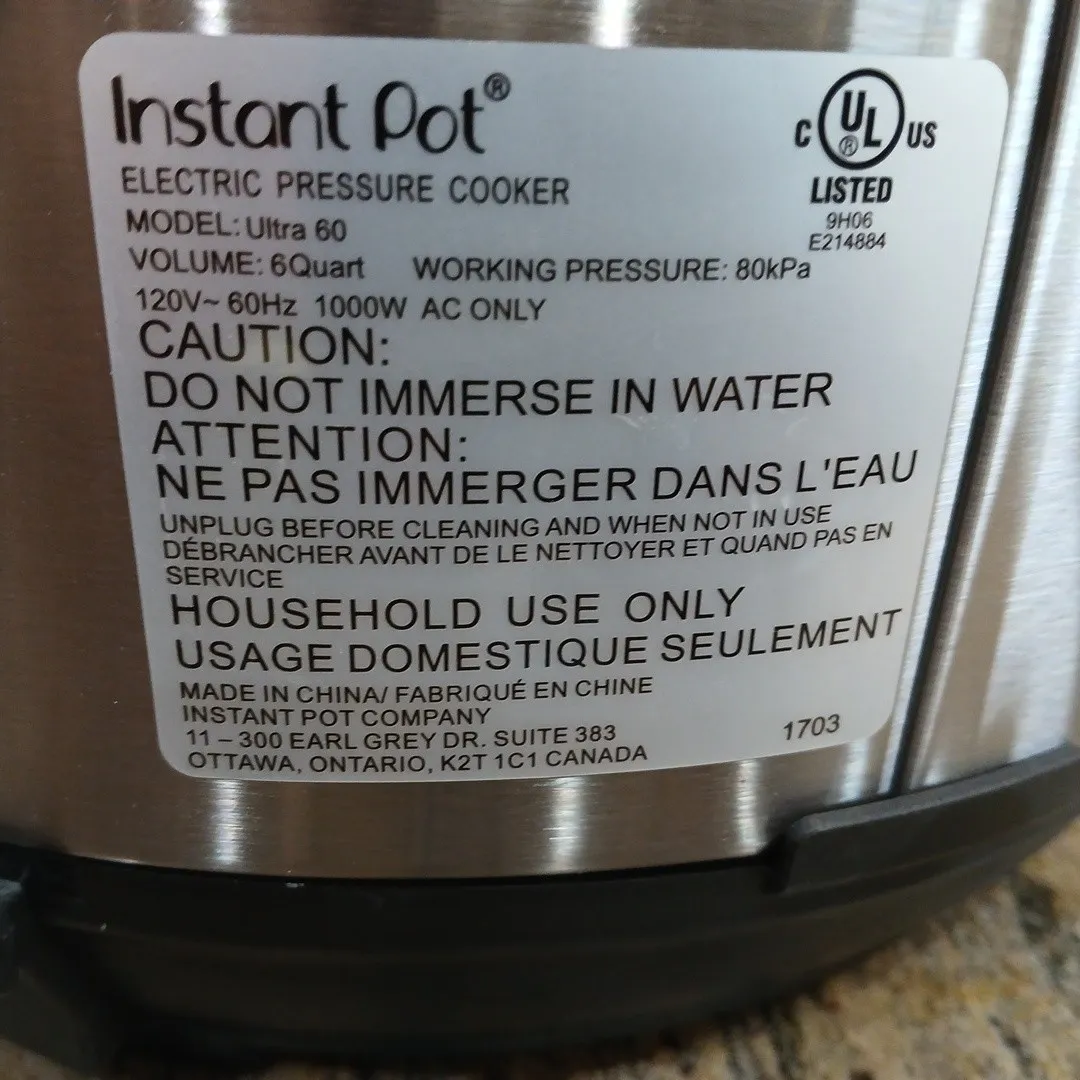 Instant Pot®
C UL® US
LISTED
9H06
E214884
ELECTRIC PRESSURE COOKER
MODEL: Ultra 60
VOLUME: 6Quart WORKING PRESSURE: 80kPa
120V~ 60Hz 1000W AC ONLY
CAUTION:
DO NOT IMMERSE IN WATER
ATTENTION:
NE PAS IMMERGER DANS L'EAU
UNPLUG BEFORE CLEANING AND WHEN NOT IN USE
DÉBRANCHER AVANT DE LE NETTOYER ET QUAND PAS EN
SERVICE
HOUSEHOLD USE ONLY
USAGE DOMESTIQUE SEULEMENT
MADE IN CHINA/ FABRIQUÉ EN CHINE
INSTANT POT COMPANY
11 – 300 EARL GREY DR. SUITE 383
OTTAWA, ONTARIO, K2T 1C1 CANADA
1703